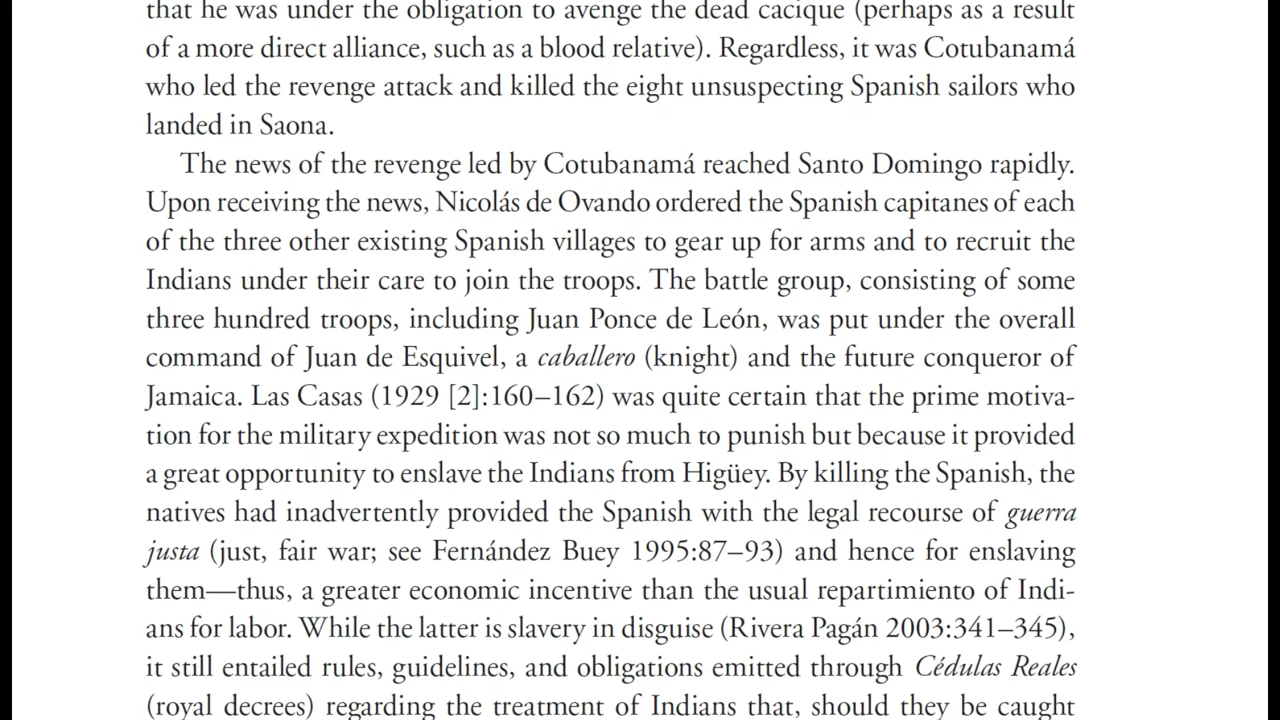 that he was under the obligation to avenge the dead cacique (perhaps as a result
of a more direct alliance, such as a blood relative). Regardless, it was Cotubanamá
who led the revenge attack and killed the eight unsuspecting Spanish sailors who
landed in Saona.
The news of the revenge led by Cotubanamá reached Santo Domingo rapidly.
Upon receiving the news, Nicolás de Ovando ordered the Spanish capitanes of each
of the three other existing Spanish villages to gear up for arms and to recruit the
Indians under their care to join the troops. The battle group, consisting of some
three hundred troops, including Juan Ponce de León, was put under the overall
command of Juan de Esquivel, a caballero (knight) and the future conqueror of
Jamaica. Las Casas (1929 [2]:160–162) was quite certain that the prime motiva-
tion for the military expedition was not so much to punish but because it provided
a great opportunity to enslave the Indians from Higüey. By killing the Spanish, the
natives had inadvertently provided the Spanish with the legal recourse of guerra
justa (just, fair war; see Fernández Buey 1995:87–93) and hence for enslaving
them—thus, a greater economic incentive than the usual repartimiento of Indi-
ans for labor. While the latter is slavery in disguise (Rivera Pagán 2003:341–345),
it still entailed rules, guidelines, and obligations emitted through Cédulas Reales
(royal decrees) regarding the treatment of Indians that, should they be caught